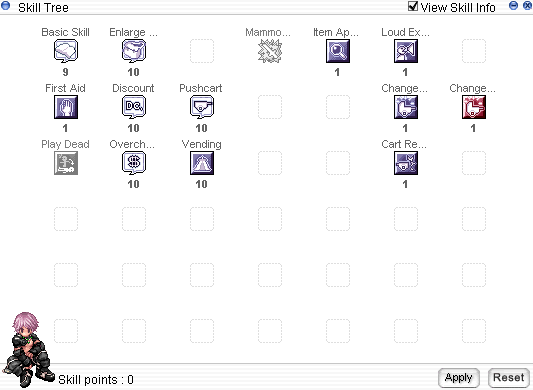 Skill Tree
View Skill Info
Basic Skill Enlarge ... Mammo... Item Ap... Loud Ex...
9 10 1 1
First Aid Discount Pushcart Change... Change...
DC
1 10 10 1 1
Play Dead Overch... Vending Cart Re...
$
10 10 1
Skill points : 0 Apply Reset